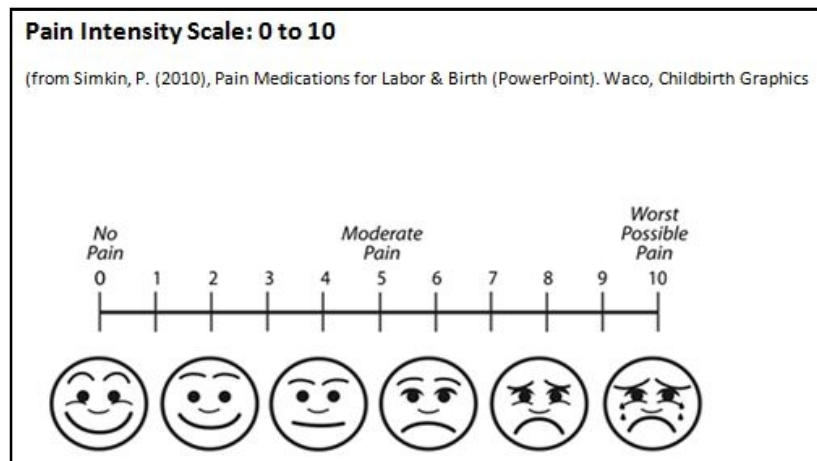 Pain Intensity Scale: 0 to 10
(from Simkin, P. (2010), Pain Medications for Labor & Birth (PowerPoint). Waco, Childbirth Graphics
No
Pain
Moderate
Pain
Worst
Possible
Pain
0 1 2 3 4 5 6 7 8 9 10